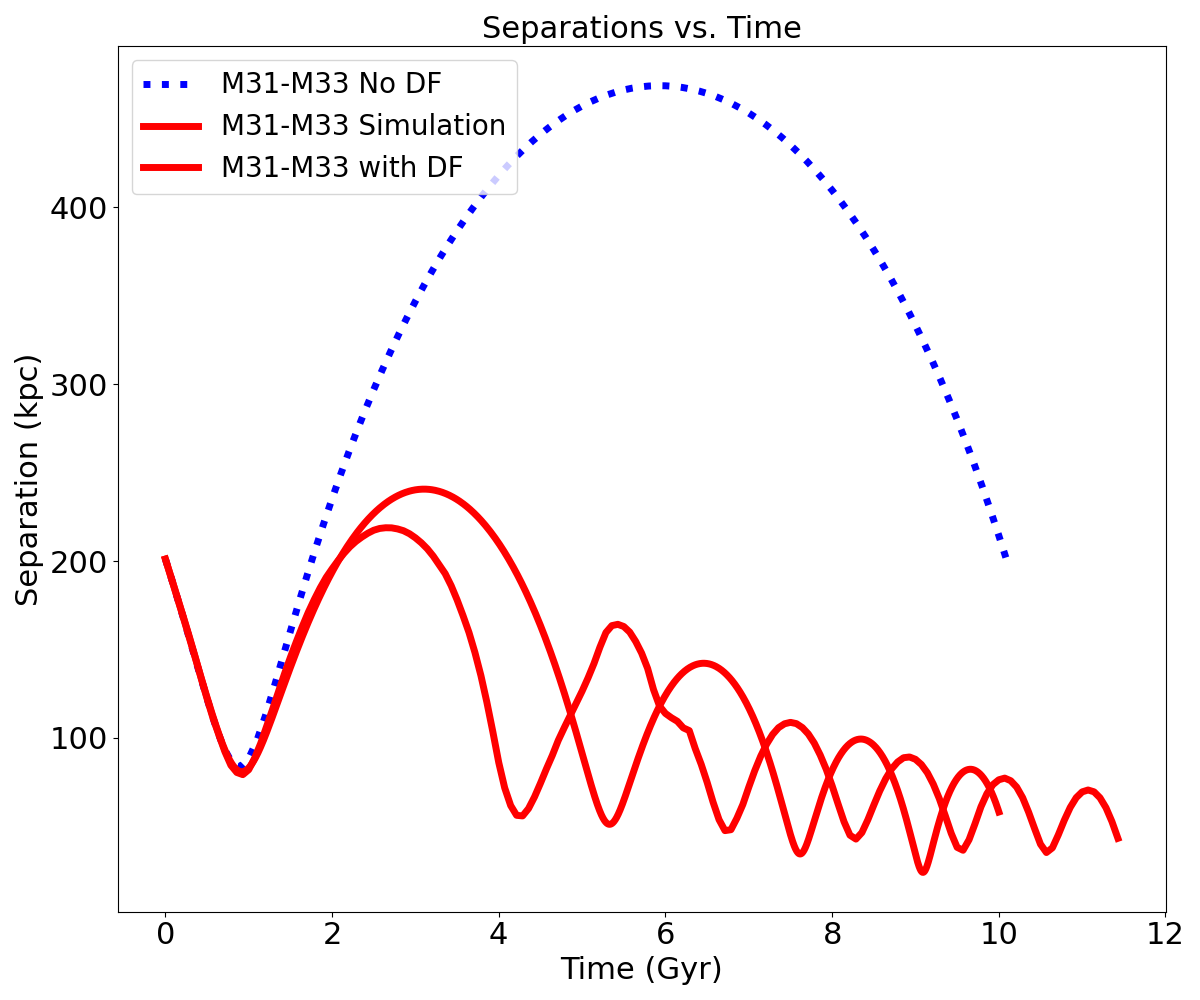 Separations vs. Time
M31-M33 No DF
M31-M33 Simulation
M31-M33 with DF
Separation (kpc)
400
300
200
100
0 2 4 6 8 10 12
Time (Gyr)